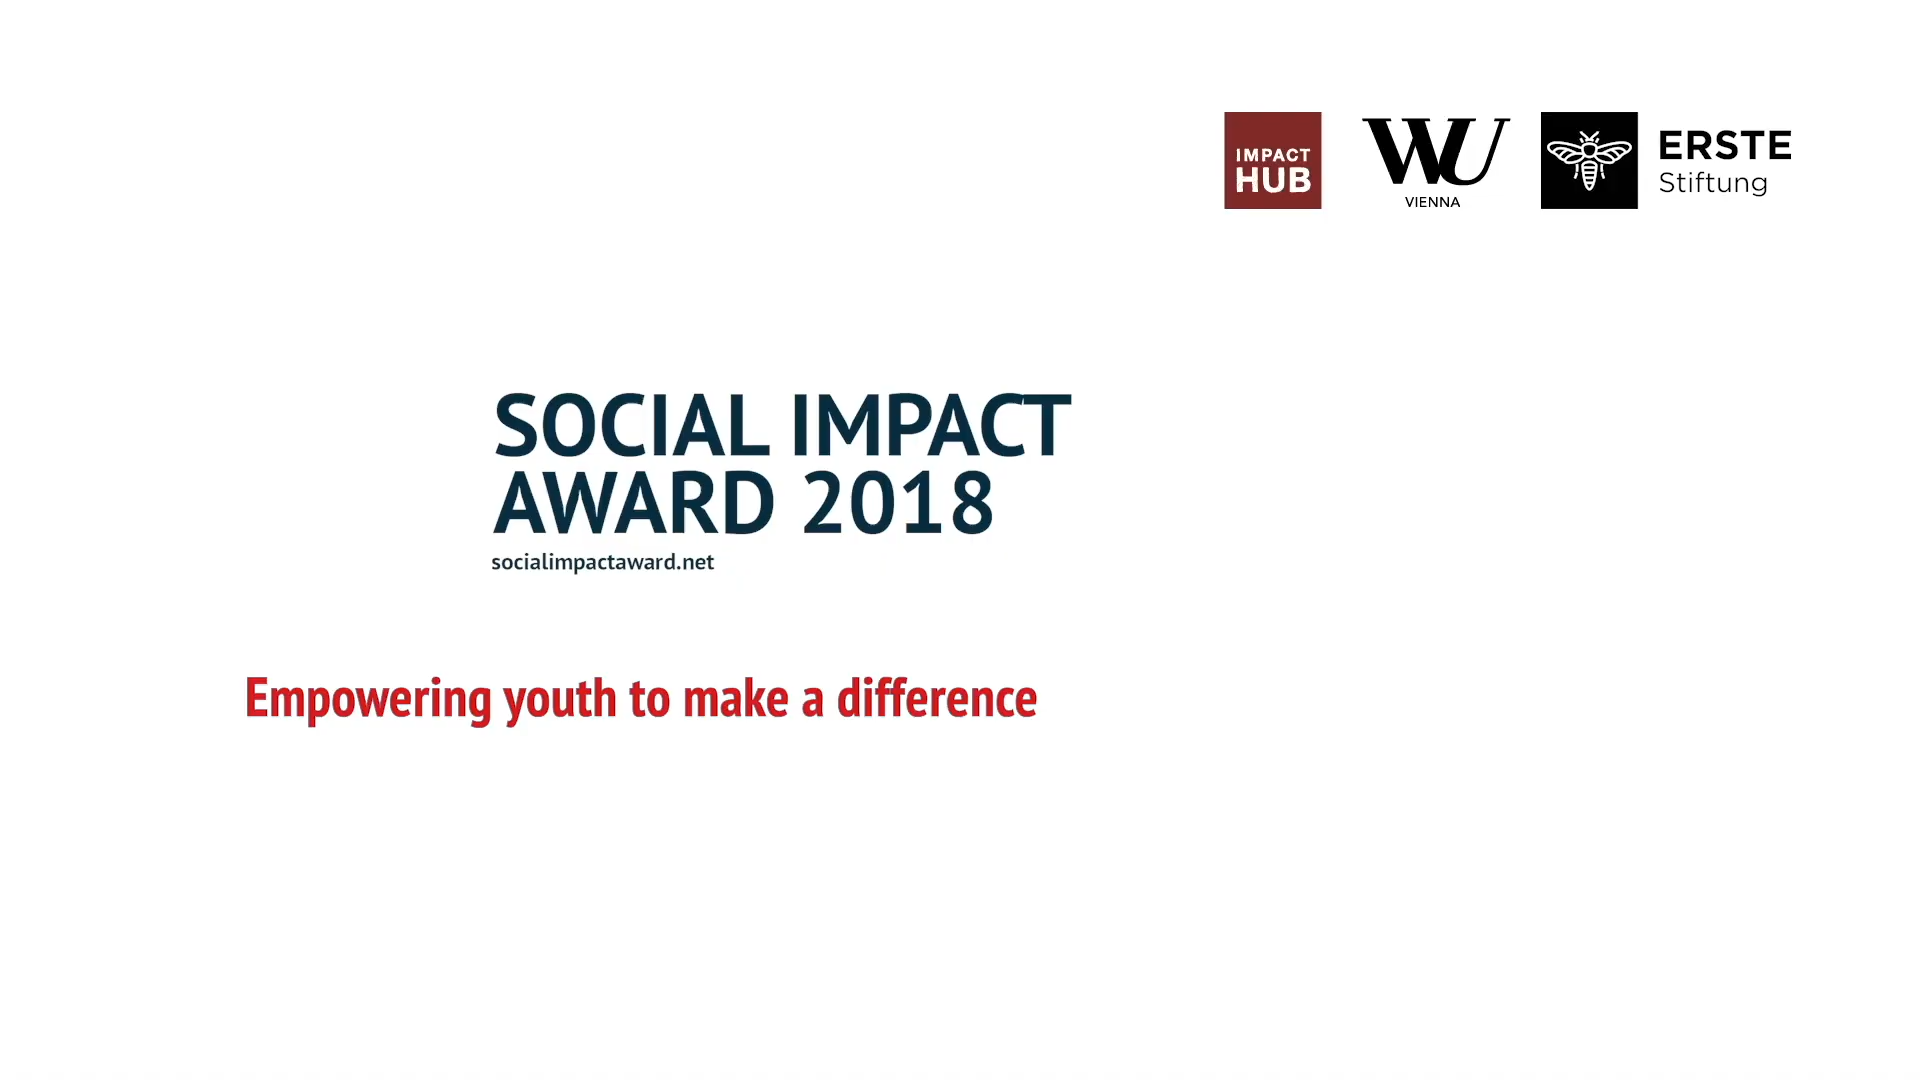 IMPACT
HUB
WU
VIENNA
ERSTE
Stiftung
SOCIAL IMPACT
AWARD 2018
socialimpactaward.net
Empowering youth to make a difference